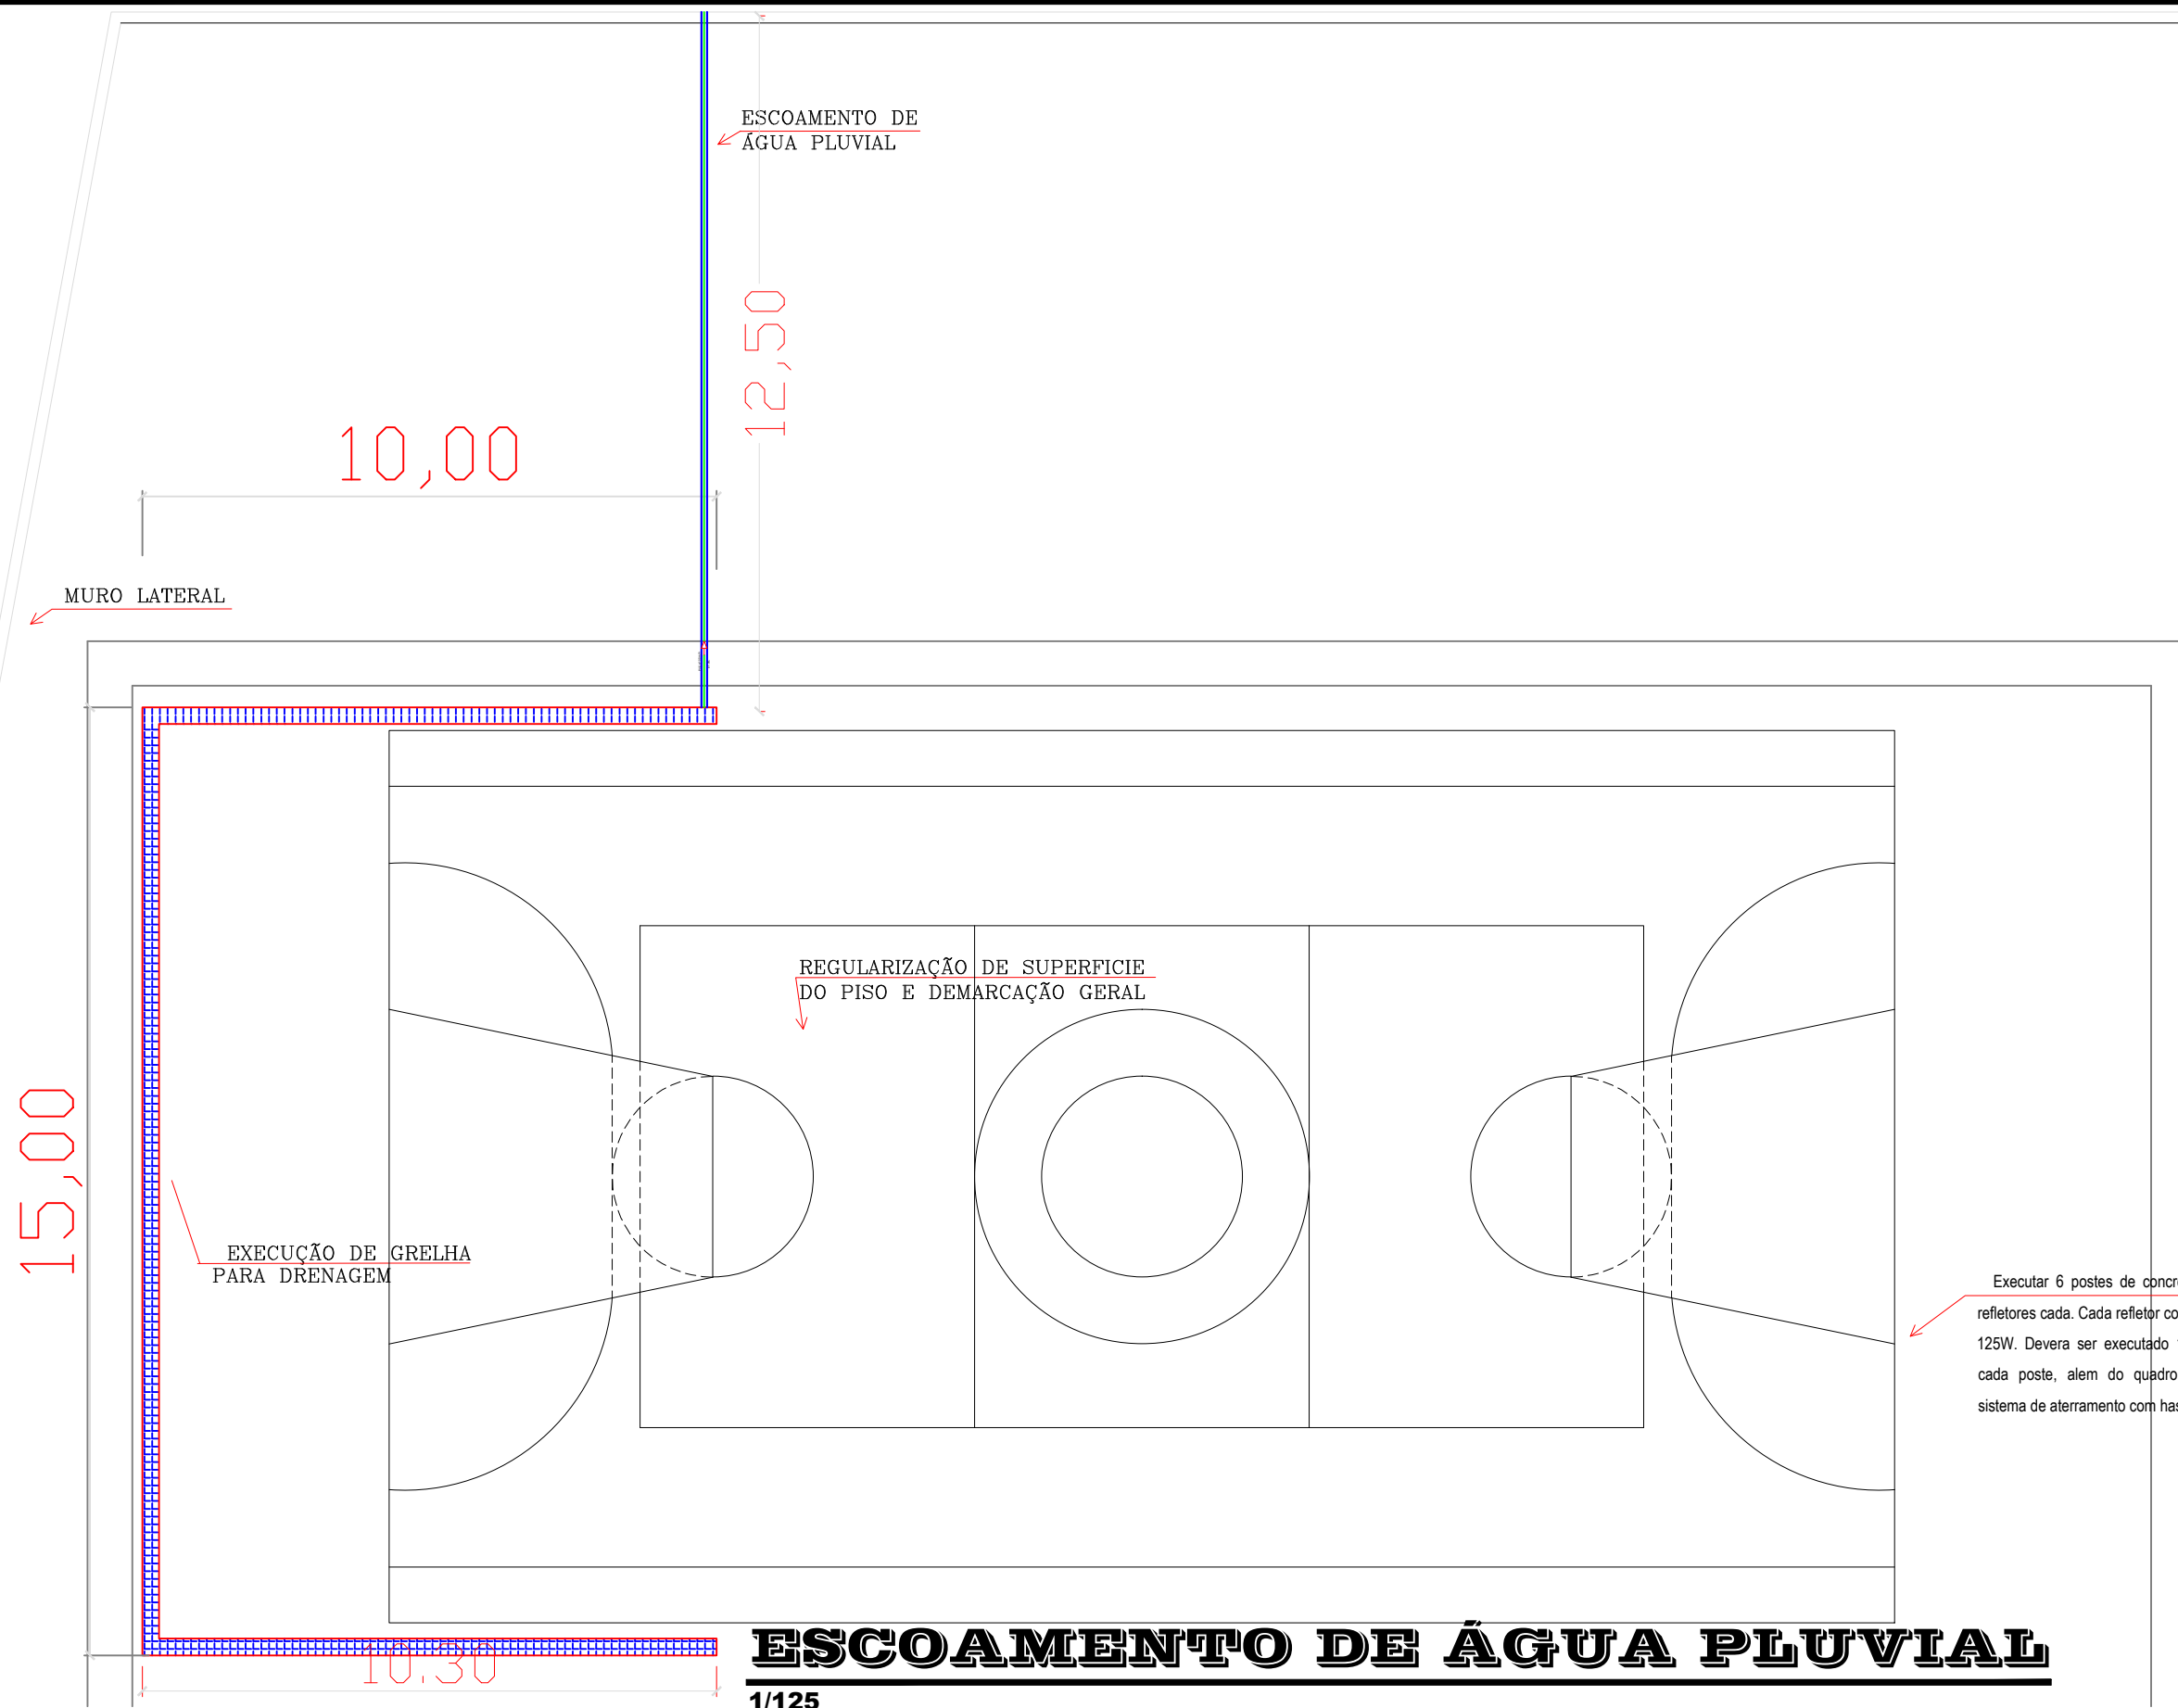 ESCOAMENTO DE
ÁGUA PLUVIAL
12,50
10,00
MURO LATERAL
REGULARIZAÇÃO DE SUPERFICIE
DO PISO E DEMARCAÇÃO GERAL
15,00
EXECUÇÃO DE GRELHA
PARA DRENAGEM
Executar 6 postes de
refletores cada. Cada refletor
125W. Devera ser executado
cada poste, alem do quadro
sistema de aterramento com
10.30
ESCOAMENTO DE ÁGUA PLUVIAL
1/125